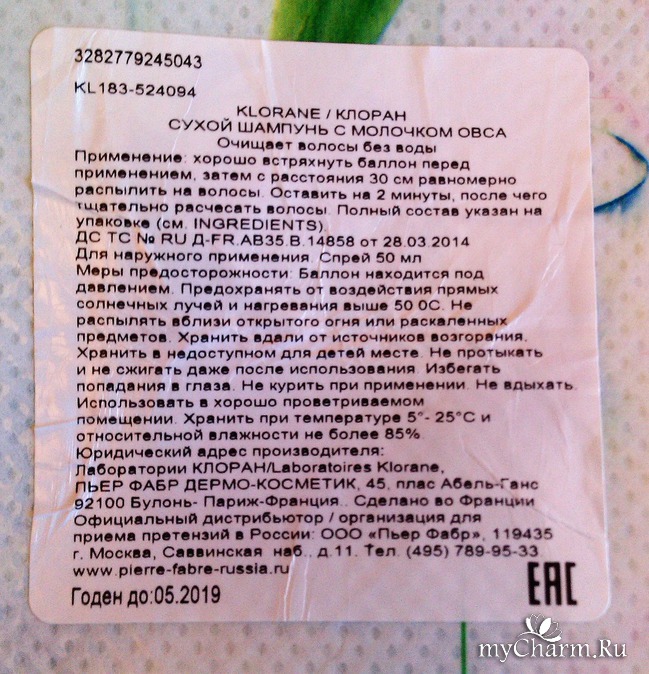 3282779245043
KL183-524094
KLORANE / КЛОРАН
СУХОЙ ШАМПУНЬ С МОЛОЧКОМ ОВСА
Очищает волосы без воды
Применение: хорошо встряхнуть баллон перед
применением, затем с расстояния 30 см равномерно
распылить на волосы. Оставить на 2 минуты, после чего
тщательно расчесать волосы. Полный состав указан на
упаковке (см. INGREDIENTS).
ДС ТС № RU Д-FR.АВ35.В.14858 от 28.03.2014
Для наружного применения. Спрей 50 мл
Меры предосторожности: Баллон находится под
давлением. Предохранять от воздействия прямых
солнечных лучей и нагревания выше 50 0С. Не
распылять вблизи открытого огня или раскаленных
предметов. Хранить вдали от источников возгорания.
Хранить в недоступном для детей месте. Не протыкать
и не сжигать даже после использования. Избегать
попадания в глаза. Не курить при применении. Не вдыхать.
Использовать в хорошо проветриваемом
помещении. Хранить при температуре 5°- 25°С и
относительной влажности не более 85%.
Юридический адрес производителя:
Лаборатории КЛОРАН/Laboratoires Klorane,
ПЬЕР ФАБР ДЕРМО-КОСМЕТИК, 45, плас Абель-Ганс
92100 Булонь- Париж-Франция.. Сделано во Франции
Официальный дистрибьютор / организация для
приема претензий в России: ООО «Пьер Фабр», 119435
г. Москва, Саввинская наб., д.11. Тел. (495) 789-95-33
www.pierre-fabre-russia.ru
Годен до:05.2019
EAC
myCharm.Ru